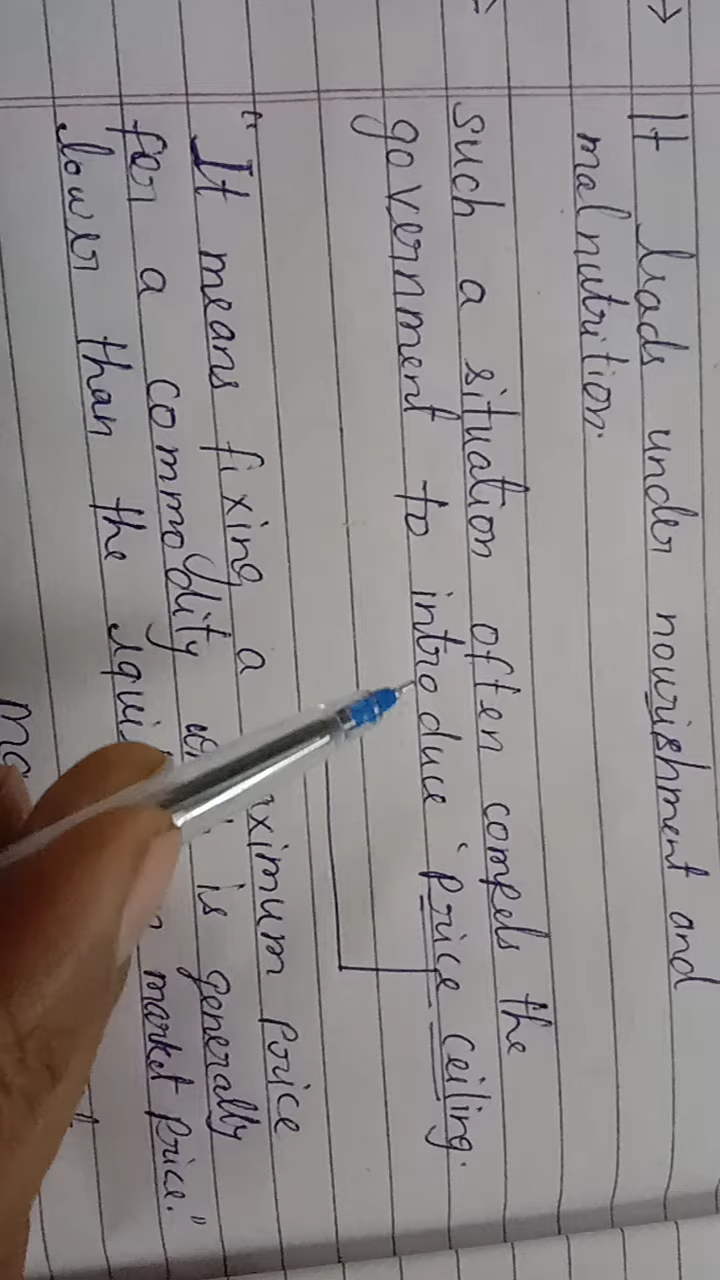 → It leads under nourishment and
malnutrition.
such a situation often compels the
government to introduce 'Price ceiling.
"It means fixing a ximum price
for a commodity is generally
lower than the market price."